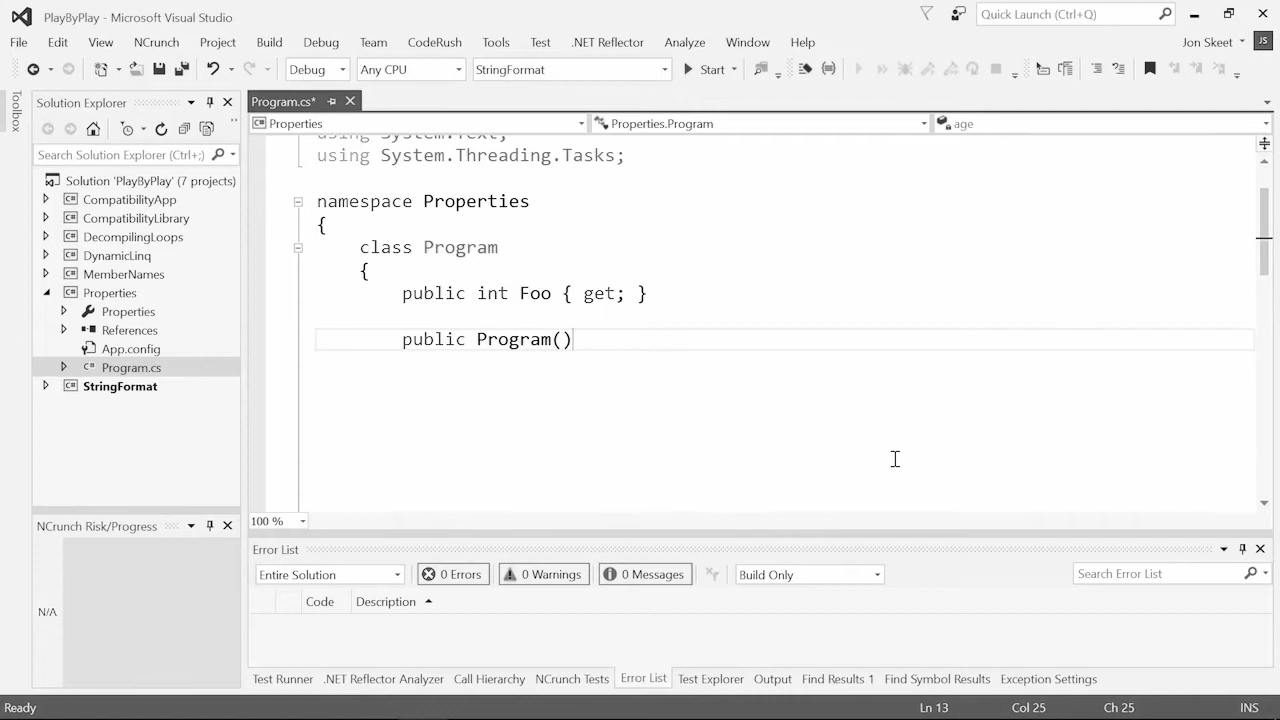 PlayByPlay - Microsoft Visual Studio
Quick Launch (Ctrl+Q)
File Edit View NCrunch Project Build Debug Team CodeRush Tools Test .NET Reflector Analyze Window Help Jon Skeet JS
Debug Any CPU StringFormat Start
Toolbox
Solution Explorer
Search Solution Explorer (Ctrl+;)
Solution 'PlayByPlay' (7 projects)
CompatibilityApp
CompatibilityLibrary
DecompilingLoops
DynamicLinq
MemberNames
Properties
Properties
References
App.config
Program.cs
StringFormat
NCrunch Risk/Progress
N/A
Program.cs*
Properties Properties.Program age
using System.Text;
using System.Threading.Tasks;
namespace Properties
{
class Program
{
public int Foo { get; }
public Program()
100 %
Error List
Entire Solution 0 Errors 0 Warnings 0 Messages Build Only Search Error List
Code Description
Test Runner .NET Reflector Analyzer Call Hierarchy NCrunch Tests Error List Test Explorer Output Find Results 1 Find Symbol Results Exception Settings
Ready Ln 13 Col 25 Ch 25 INS